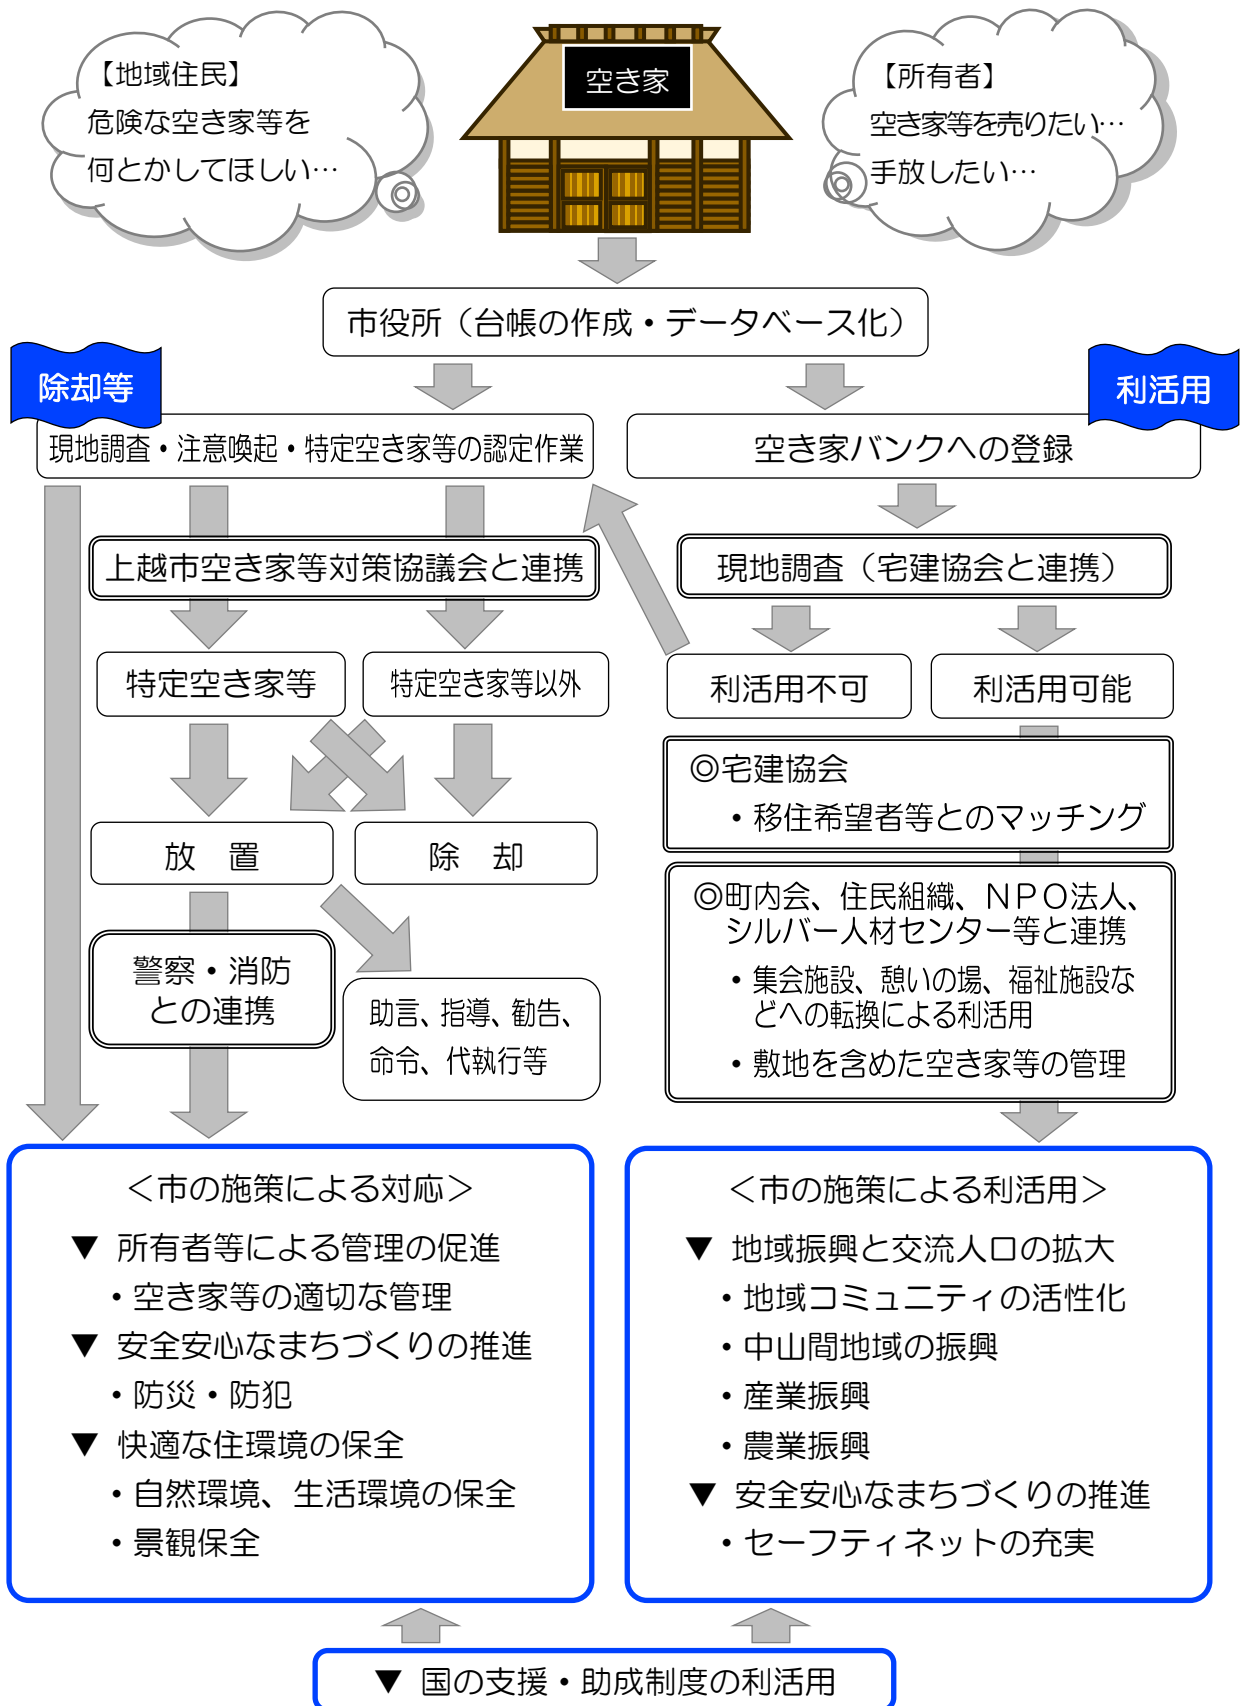 【地域住民】
危険な空き家等を
何とかしてほしい…
空き家
【所有者】
空き家等を売りたい…
手放したい…
市役所（台帳の作成・データベース化）
除却等
利活用
現地調査・注意喚起・特定空き家等の認定作業
空き家バンクへの登録
上越市空き家等対策協議会と連携
現地調査（宅建協会と連携）
特定空き家等
特定空き家等以外
利活用不可
利活用可能
◎宅建協会
・移住希望者等とのマッチング
放　置
除　却
◎町内会、住民組織、ＮＰＯ法人、
シルバー人材センター等と連携
・集会施設、憩いの場、福祉施設な
どへの転換による利活用
・敷地を含めた空き家等の管理
警察・消防
との連携
助言、指導、勧告、
命令、代執行等
＜市の施策による対応＞
▼ 所有者等による管理の促進
・空き家等の適切な管理
▼ 安全安心なまちづくりの推進
・防災・防犯
▼ 快適な住環境の保全
・自然環境、生活環境の保全
・景観保全
＜市の施策による利活用＞
▼ 地域振興と交流人口の拡大
・地域コミュニティの活性化
・中山間地域の振興
・産業振興
・農業振興
▼ 安全安心なまちづくりの推進
・セーフティネットの充実
▼ 国の支援・助成制度の利活用